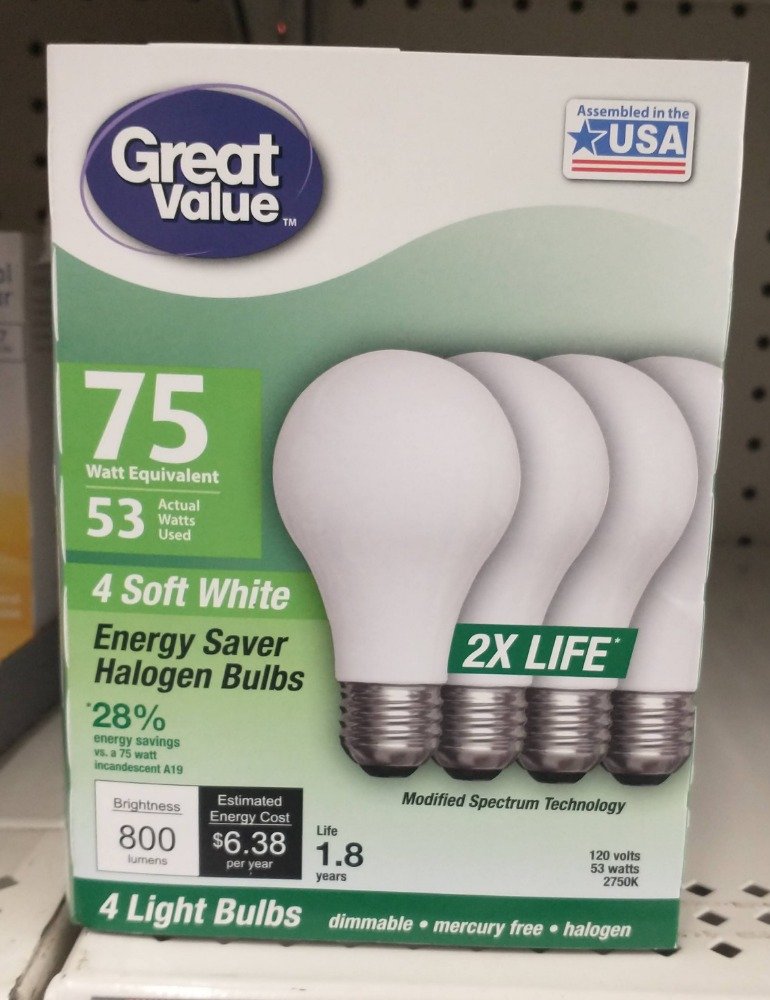 Great
Value™
Assembled in the
USA
75
Watt Equivalent
53 Actual
Watts
Used
4 Soft White
Energy Saver
Halogen Bulbs
*28%
energy savings
vs. a 75 watt
incandescent A19
2X LIFE*
Modified Spectrum Technology
Brightness
800
lumens
Estimated
Energy Cost
$6.38
per year
Life
1.8
years
120 volts
53 watts
2750K
4 Light Bulbs
dimmable • mercury free • halogen